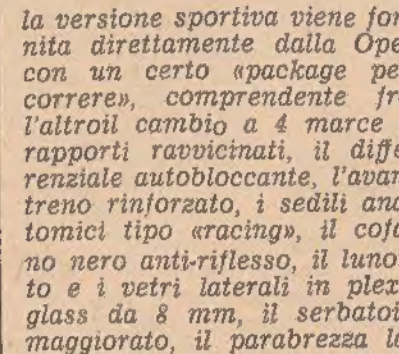 la versione sportiva viene for
nita direttamente dalla Ope
con un certo «package pe
correre», comprendente fr
l'altroil cambio a 4 marce
rapporti ravvicinati, il diffe
renziale autobloccante, l'avan
treno rinforzato, i sedili ana
tomici tipo «racing», il cofa
no nero anti-riflesso, il luno
to e i vetri laterali in plex
glass da 8 mm, il serbatoi
maggiorato, il parabrezza la